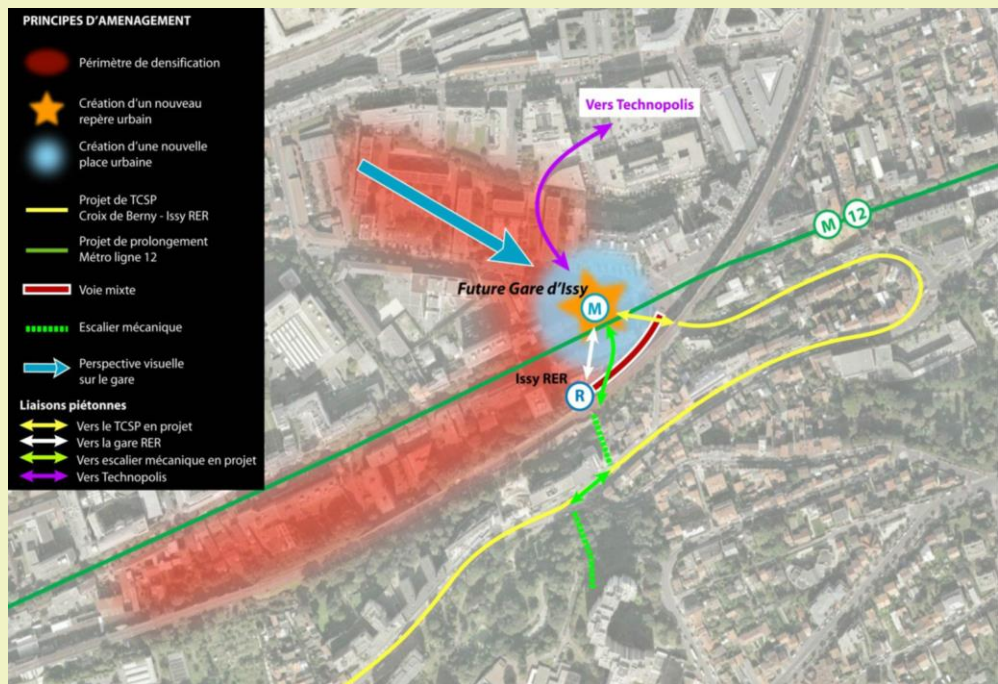 PRINCIPES D'AMENAGEMENT
Périmètre de densification
Création d'un nouveau
repère urbain
Création d'une nouvelle
place urbaine
Projet de TCSP
Croix de Berny - Issy RER
Projet de prolongement
Métro ligne 12
Voie mixte
Escalier mécanique
Perspective visuelle
sur le gare
Liaisons piétonnes
Vers le TCSP en projet
Vers la gare RER
Vers escalier mécanique en projet
Vers Technopolis
Vers Technopolis
M 12
Future Gare d'Issy
M
Issy RER
R